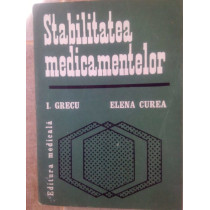 Stabilitatea
medicamentelor
I. GRECU ELENA CUREA
Editura medicală